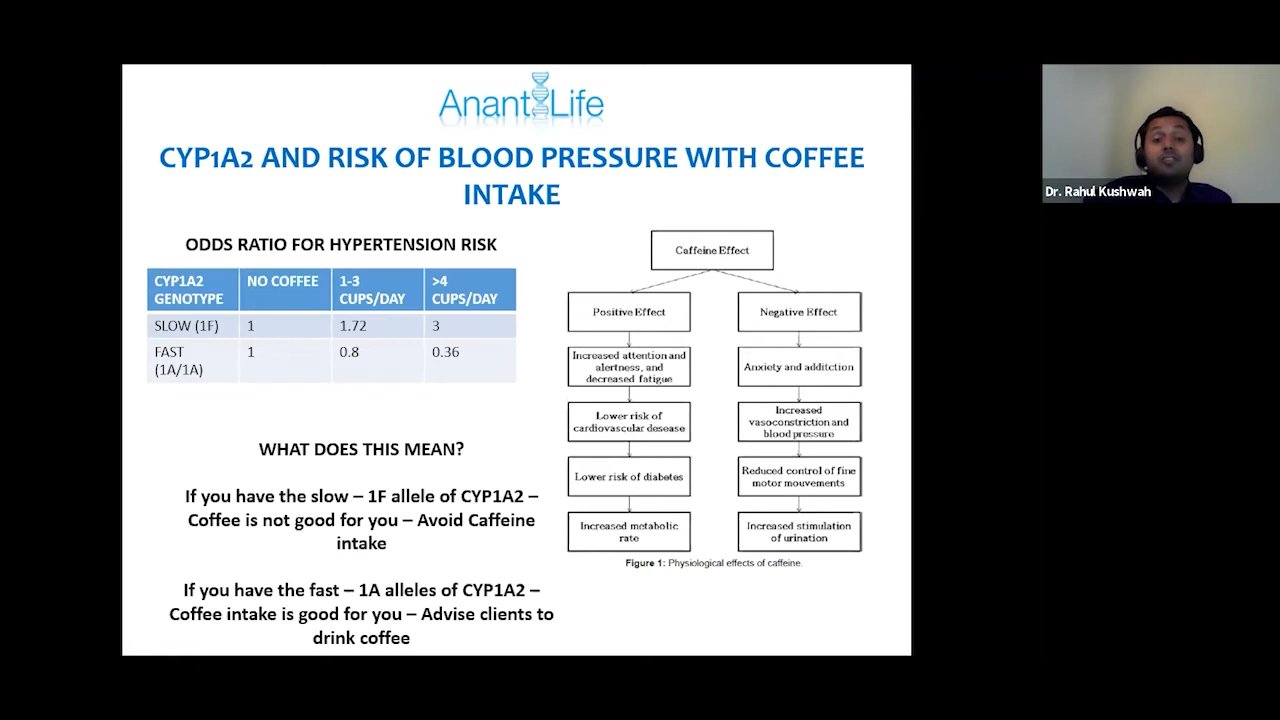 Anant Life
CYP1A2 AND RISK OF BLOOD PRESSURE WITH COFFEE
INTAKE
ODDS RATIO FOR HYPERTENSION RISK
CYP1A2
GENOTYPE
NO COFFEE
1-3
CUPS/DAY
>4
CUPS/DAY
SLOW (1F)
1
1.72
3
FAST
(1A/1A)
1
0.8
0.36
WHAT DOES THIS MEAN?
If you have the slow – 1F allele of CYP1A2 –
Coffee is not good for you – Avoid Caffeine
intake
If you have the fast – 1A alleles of CYP1A2 –
Coffee intake is good for you – Advise clients to
drink coffee
Caffeine Effect
Positive Effect
Increased attention and
alertness, and
decreased fatigue
Lower risk of
cardiovascular desease
Lower risk of diabetes
Increased metabolic
rate
Negative Effect
Anxiety and additction
Increased
vasoconstriction and
blood pressure
Reduced control of fine
motor mouvements
Increased stimulation
of urination
Figure 1: Physiological effects of caffeine.
Dr. Rahul Kushwah